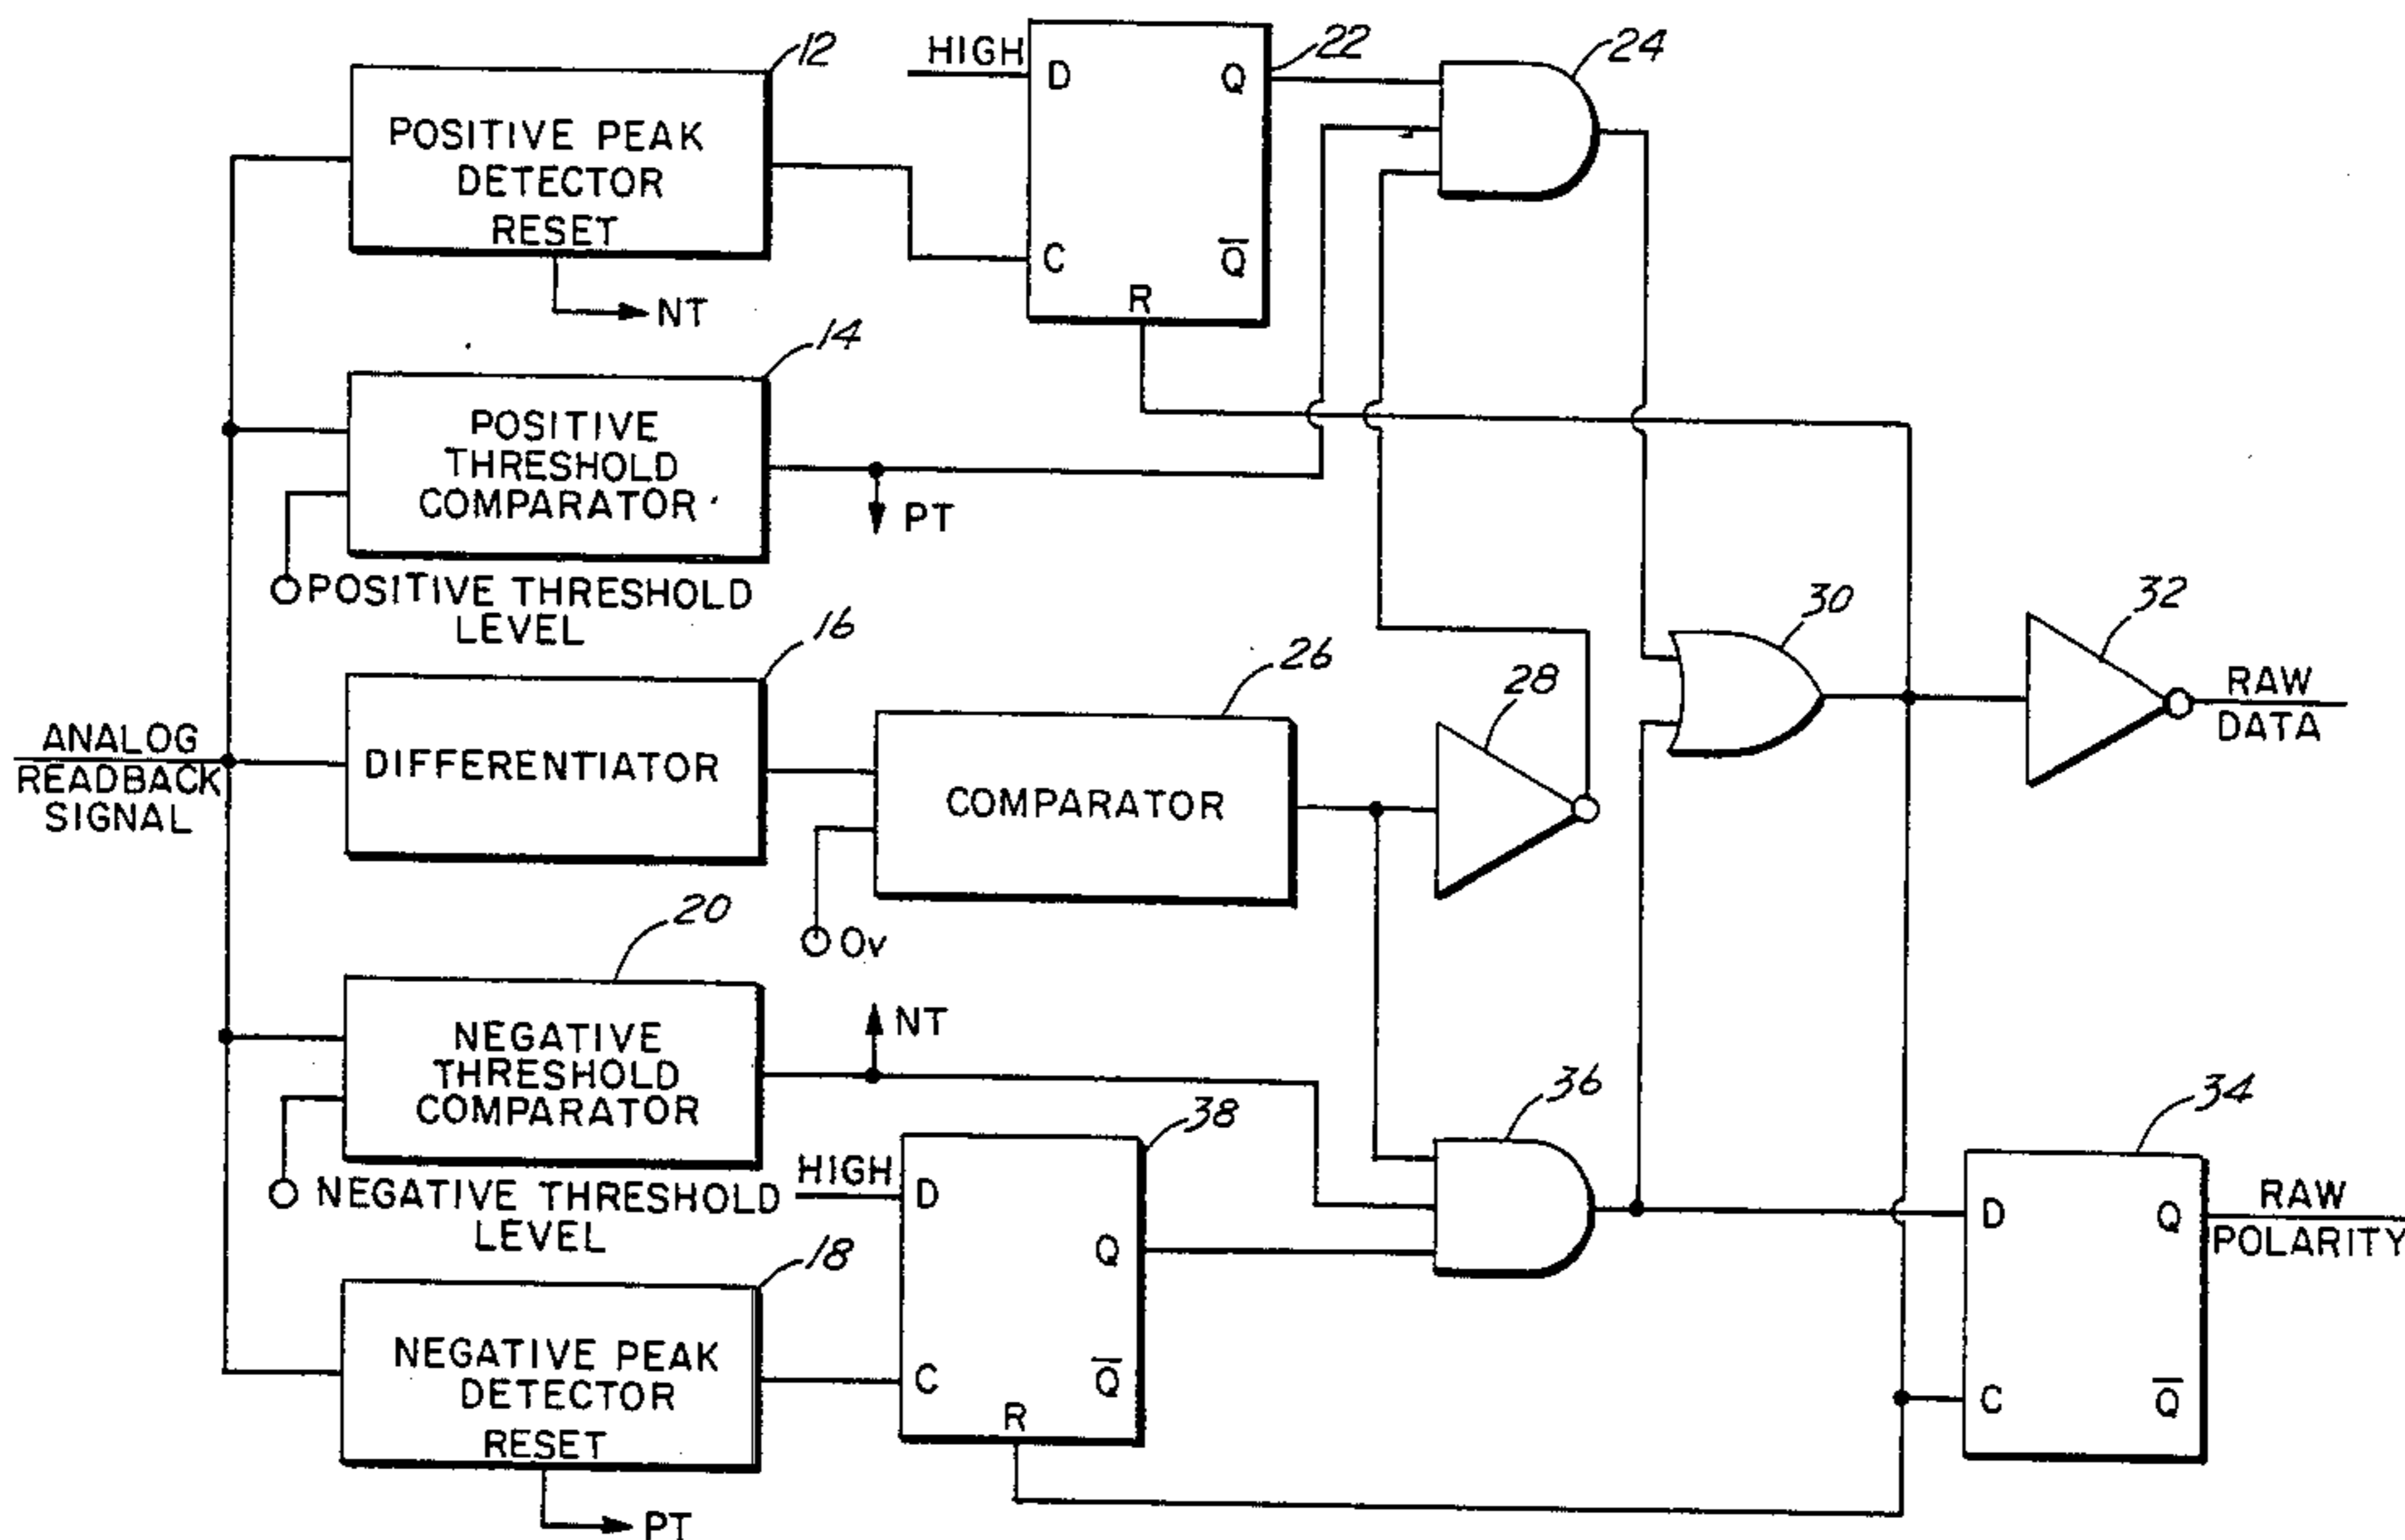 12
POSITIVE PEAK
DETECTOR
RESET
NT
HIGH
D
Q
C
Q̅
R
22
24
14
POSITIVE
THRESHOLD
COMPARATOR
PT
POSITIVE THRESHOLD
LEVEL
16
ANALOG
READBACK
SIGNAL
DIFFERENTIATOR
26
COMPARATOR
0v
28
30
32
RAW
DATA
20
NEGATIVE
THRESHOLD
COMPARATOR
NT
NEGATIVE THRESHOLD
LEVEL
HIGH
D
Q
C
Q̅
R
38
36
34
D
Q
C
Q̅
RAW
POLARITY
18
NEGATIVE PEAK
DETECTOR
RESET
PT